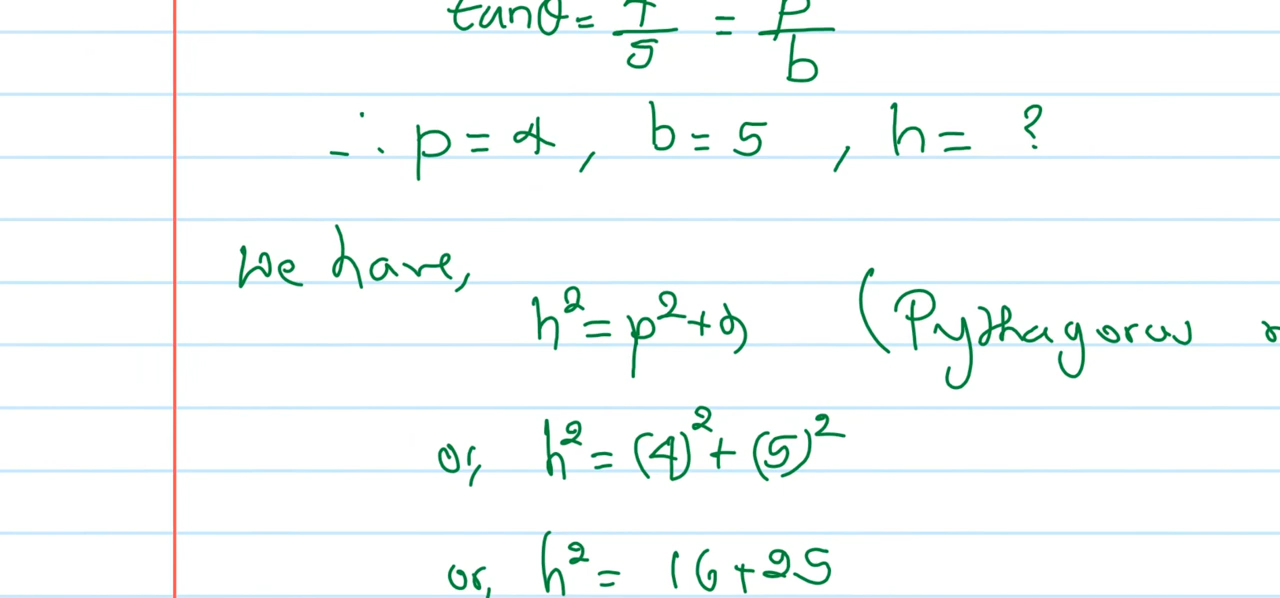 tanθ = 4/5 = p/b
∴ p = 4, b = 5, h = ?
We have,
h² = p² + b (Pythagoras
or, h² = (4)² + (5)²
or, h² = 16 + 25